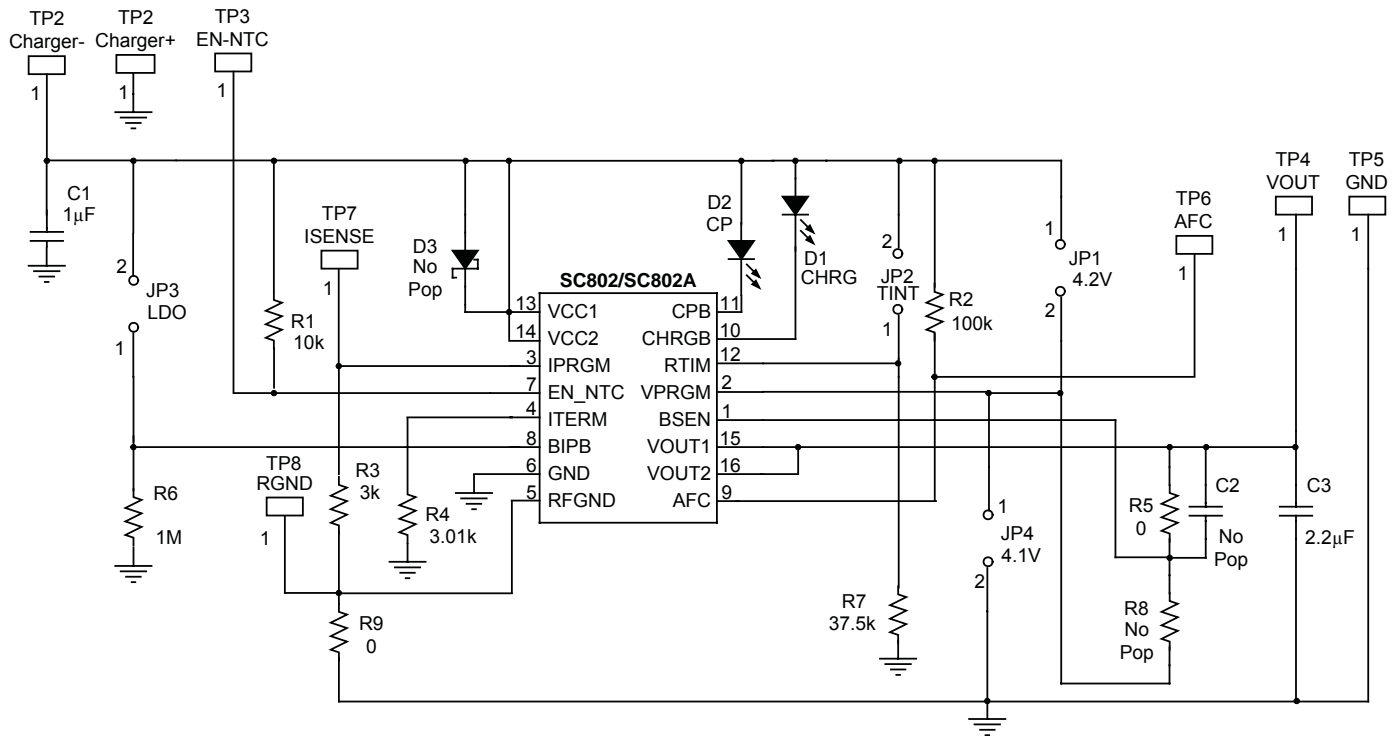 TP2
Charger-
1
TP2
Charger+
1
TP3
EN-NTC
1
TP4
VOUT
1
TP5
GND
1
C1
1µF
TP7
ISENSE
1
D3
No
Pop
D2
CP
D1
CHRG
2
JP2
TINT
1
R2
100k
1
JP1
4.2V
2
TP6
AFC
1
2
JP3
LDO
1
R1
10k
SC802/SC802A
13 VCC1
14 VCC2
3 IPRGM
7 EN_NTC
4 ITERM
8 BIPB
6 GND
5 RFGND
CPB 11
CHRGB 10
RTIM 12
VPRGM 2
BSEN 1
VOUT1 15
VOUT2 16
AFC 9
R6
1M
TP8
RGND
1
R3
3k
R4
3.01k
R9
0
R7
37.5k
1
JP4
4.1V
2
R5
0
C2
No
Pop
C3
2.2µF
R8
No
Pop